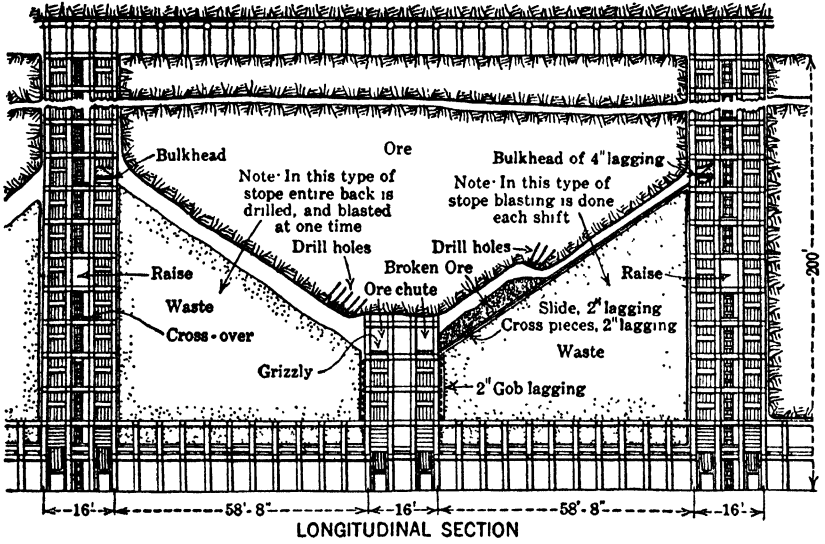 Bulkhead
Ore
Bulkhead of 4" lagging
Note· In this type of
stope entire back is
drilled, and blasted
at one time
Note· In this type of
stope blasting is done
each shift
Drill holes
Drill holes
Broken Ore
Ore chute
Raise
Raise
200'
Waste
Slide, 2" lagging
Cross pieces, 2" lagging
Cross-over
Waste
Grizzly
2" Gob lagging
16'
58'-8"
16'
58'-8"
16'
LONGITUDINAL SECTION